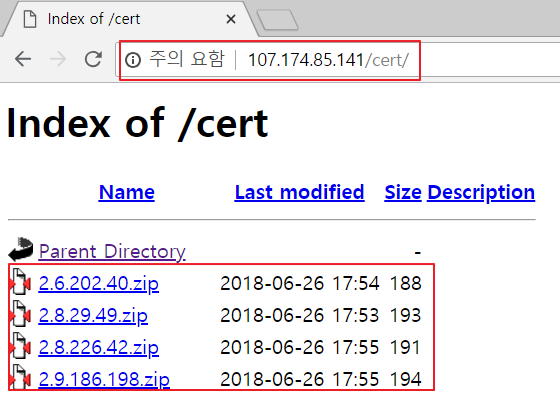 Index of /cert
주의 요함 107.174.85.141/cert/
Index of /cert
Name Last modified Size Description
Parent Directory -
2.6.202.40.zip 2018-06-26 17:54 188
2.8.29.49.zip 2018-06-26 17:53 193
2.8.226.42.zip 2018-06-26 17:55 191
2.9.186.198.zip 2018-06-26 17:55 194